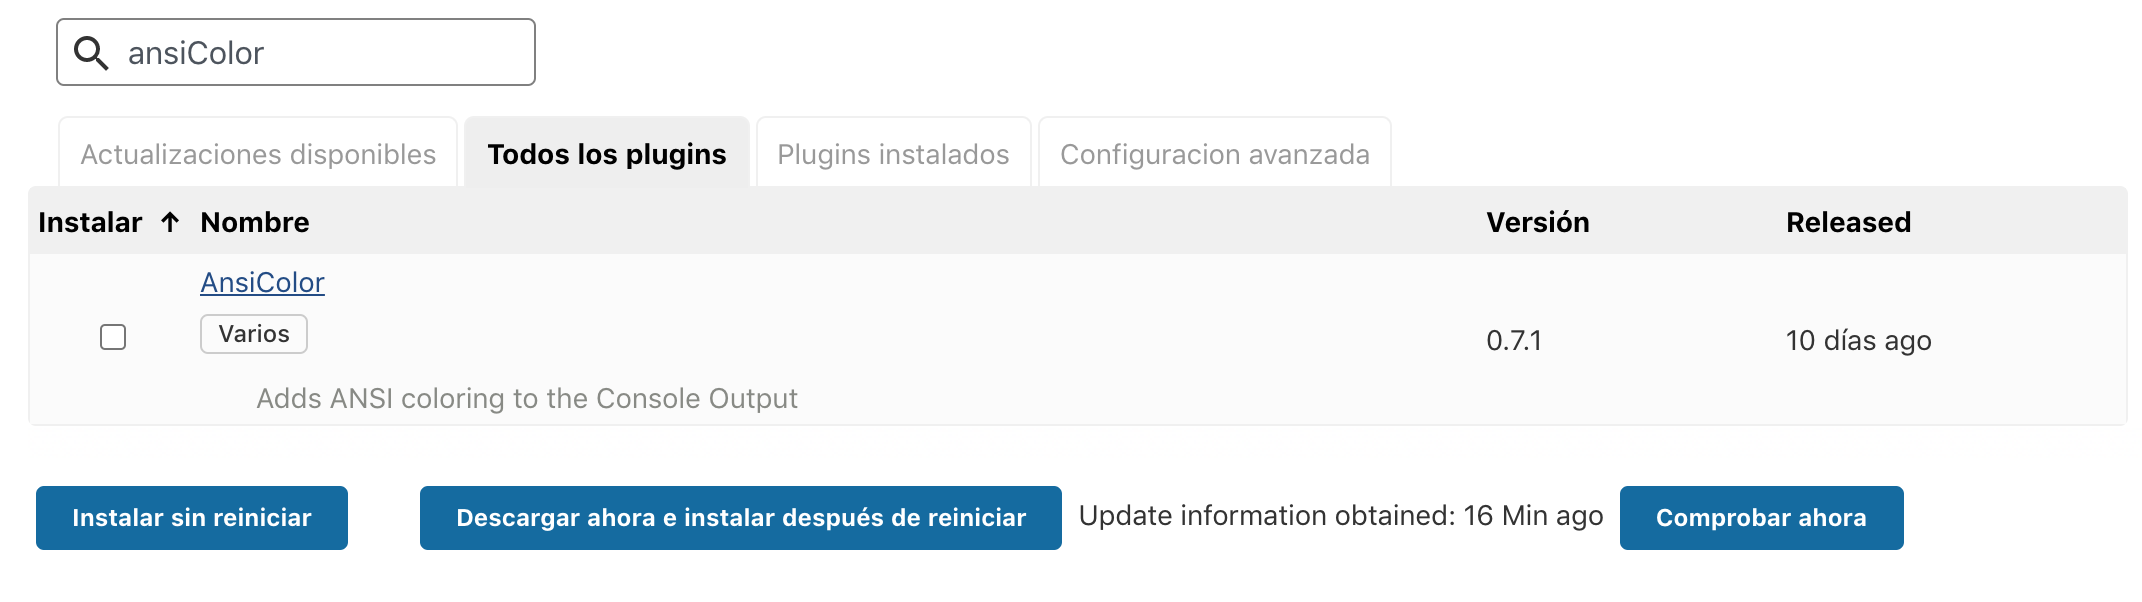 ansiColor
Actualizaciones disponibles Todos los plugins Plugins instalados Configuracion avanzada
Instalar ↑ Nombre Versión Released
AnsiColor
Varios
0.7.1 10 días ago
Adds ANSI coloring to the Console Output
Instalar sin reiniciar Descargar ahora e instalar después de reiniciar Update information obtained: 16 Min ago Comprobar ahora